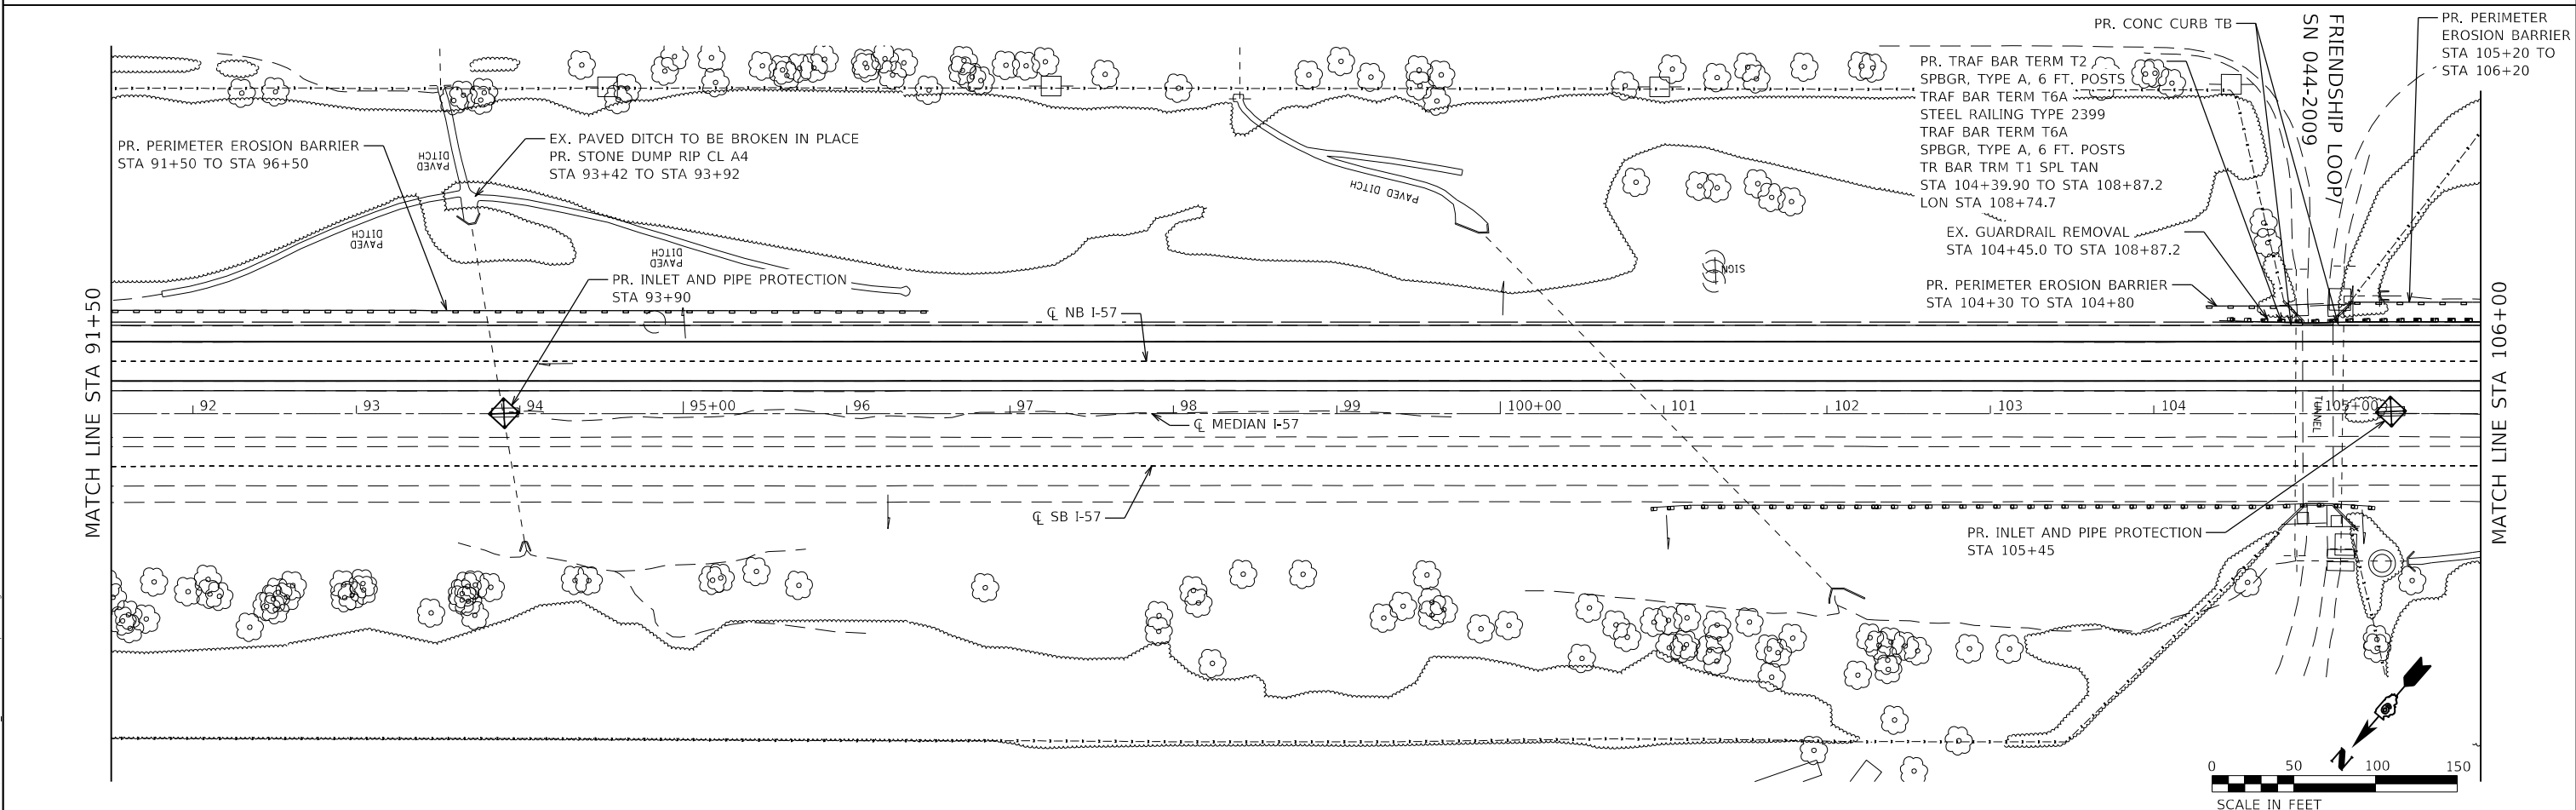 PR. CONC CURB TB
FRIENDSHIP LOOP/
SN 044-2009
PR. PERIMETER
EROSION BARRIER
STA 105+20 TO
STA 106+20
PR. TRAF BAR TERM T2
SPBGR, TYPE A, 6 FT. POSTS
TRAF BAR TERM T6A
STEEL RAILING TYPE 2399
TRAF BAR TERM T6A
SPBGR, TYPE A, 6 FT. POSTS
TR BAR TRM T1 SPL TAN
STA 104+39.90 TO STA 108+87.2
LON STA 108+74.7
PR. PERIMETER EROSION BARRIER
STA 91+50 TO STA 96+50
PAVED
DITCH
EX. PAVED DITCH TO BE BROKEN IN PLACE
PR. STONE DUMP RIP CL A4
STA 93+42 TO STA 93+92
PAVED DITCH
PAVED
DITCH
PAVED
DITCH
EX. GUARDRAIL REMOVAL
STA 104+45.0 TO STA 108+87.2
SIGN
PR. INLET AND PIPE PROTECTION
STA 93+90
PR. PERIMETER EROSION BARRIER
STA 104+30 TO STA 104+80
MATCH LINE STA 91+50
MATCH LINE STA 106+00
℄ NB I-57
92 93 94 95+00 96 97 98 99 100+00 101 102 103 104 105+00
TUNNEL
℄ MEDIAN I-57
℄ SB I-57
PR. INLET AND PIPE PROTECTION
STA 105+45
N
0 50 100 150
SCALE IN FEET